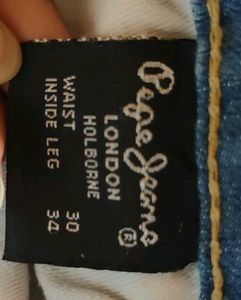 Pepe Jeans®
LONDON
HOLBORNE
WAIST 30
INSIDE LEG 34